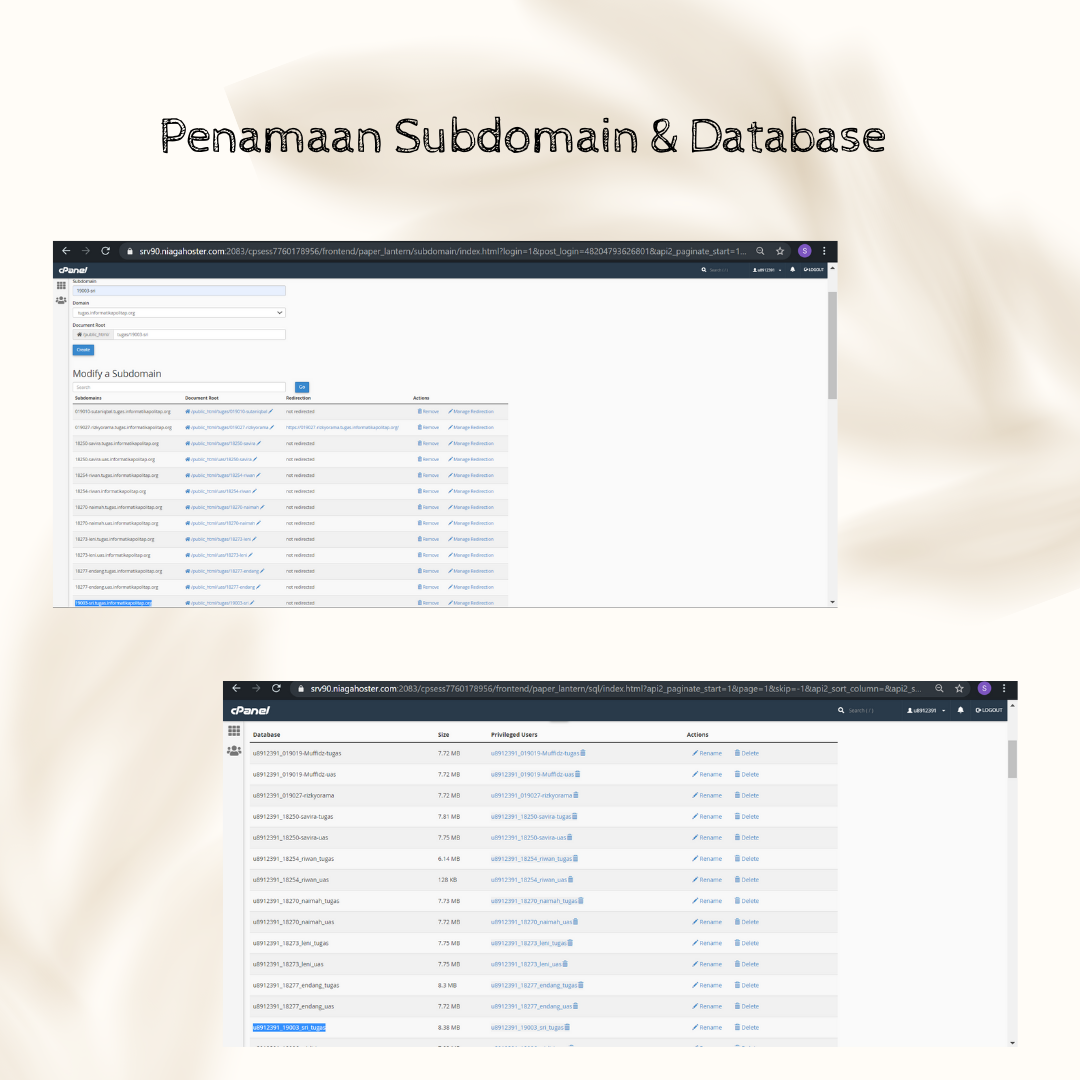 Penamaan Subdomain & Database
srv90.niagahoster.com:2083/cpsess7760178956/frontend/paper_lantern/subdomain/index.html?login=1&post_login=48204793626801&api2_paginate_start=1... S
cPanel Search ( / ) u8912391 LOGOUT
Subdomain
19003-sri
Domain
tugas.informatikapolitap.org
Document Root
/public_html/ tugas/19003-sri
Create
Modify a Subdomain
Search Go
Subdomains Document Root Redirection Actions
/public_html/tugas/ not redirected Remove Manage Redirection
019027-rizkyorama.tugas.informatikapolitap.org /public_html/tugas/019027-rizkyorama https://019027-rizkyorama.tugas.informatikapolitap.org/ Remove Manage Redirection
18250-savira.tugas.informatikapolitap.org /public_html/tugas/18250-savira not redirected Remove Manage Redirection
18250-savira.uas.informatikapolitap.org /public_html/uas/18250-savira not redirected Remove Manage Redirection
18254-riwan.tugas.informatikapolitap.org /public_html/tugas/18254-riwan not redirected Remove Manage Redirection
18254-riwan.informatikapolitap.org /public_html/uas/18254-riwan not redirected Remove Manage Redirection
18270-naimah.tugas.informatikapolitap.org /public_html/tugas/18270-naimah not redirected Remove Manage Redirection
18270-naimah.uas.informatikapolitap.org /public_html/uas/18270-naimah not redirected Remove Manage Redirection
18273-leni.tugas.informatikapolitap.org /public_html/tugas/18273-leni not redirected Remove Manage Redirection
18273-leni.uas.informatikapolitap.org /public_html/uas/18273-leni not redirected Remove Manage Redirection
18277-endang.tugas.informatikapolitap.org /public_html/tugas/18277-endang not redirected Remove Manage Redirection
18277-endang.uas.informatikapolitap.org /public_html/uas/18277-endang not redirected Remove Manage Redirection
19003-sri.tugas.informatikapolitap.org /public_html/tugas/19003-sri not redirected Remove Manage Redirection
srv90.niagahoster.com:2083/cpsess7760178956/frontend/paper_lantern/sql/index.html?api2_paginate_start=1&page=1&skip=-1&api2_sort_column=&api2_s... S
cPanel Search ( / ) u8912391 LOGOUT
Database Size Privileged Users Actions
u8912391_019019-Muffidz-tugas 7.72 MB u8912391_019019-Muffidz-tugas Rename Delete
u8912391_019019-Muffidz-uas 7.72 MB u8912391_019019-Muffidz-uas Rename Delete
u8912391_019027-rizkyorama 7.72 MB u8912391_019027-rizkyorama Rename Delete
u8912391_18250-savira-tugas 7.81 MB u8912391_18250-savira-tugas Rename Delete
u8912391_18250-savira-uas 7.75 MB u8912391_18250-savira-uas Rename Delete
u8912391_18254_riwan_tugas 6.14 MB u8912391_18254_riwan_tugas Rename Delete
u8912391_18254_riwan_uas 128 KB u8912391_18254_riwan_uas Rename Delete
u8912391_18270_naimah_tugas 7.73 MB u8912391_18270_naimah_tugas Rename Delete
u8912391_18270_naimah_uas 7.72 MB u8912391_18270_naimah_uas Rename Delete
u8912391_18273_leni_tugas 7.75 MB u8912391_18273_leni_tugas Rename Delete
u8912391_18273_leni_uas 7.75 MB u8912391_18273_leni_uas Rename Delete
u8912391_18277_endang_tugas 8.3 MB u8912391_18277_endang_tugas Rename Delete
u8912391_18277_endang_uas 7.72 MB u8912391_18277_endang_uas Rename Delete
u8912391_19003_sri_tugas 8.38 MB u8912391_19003_sri_tugas Rename Delete